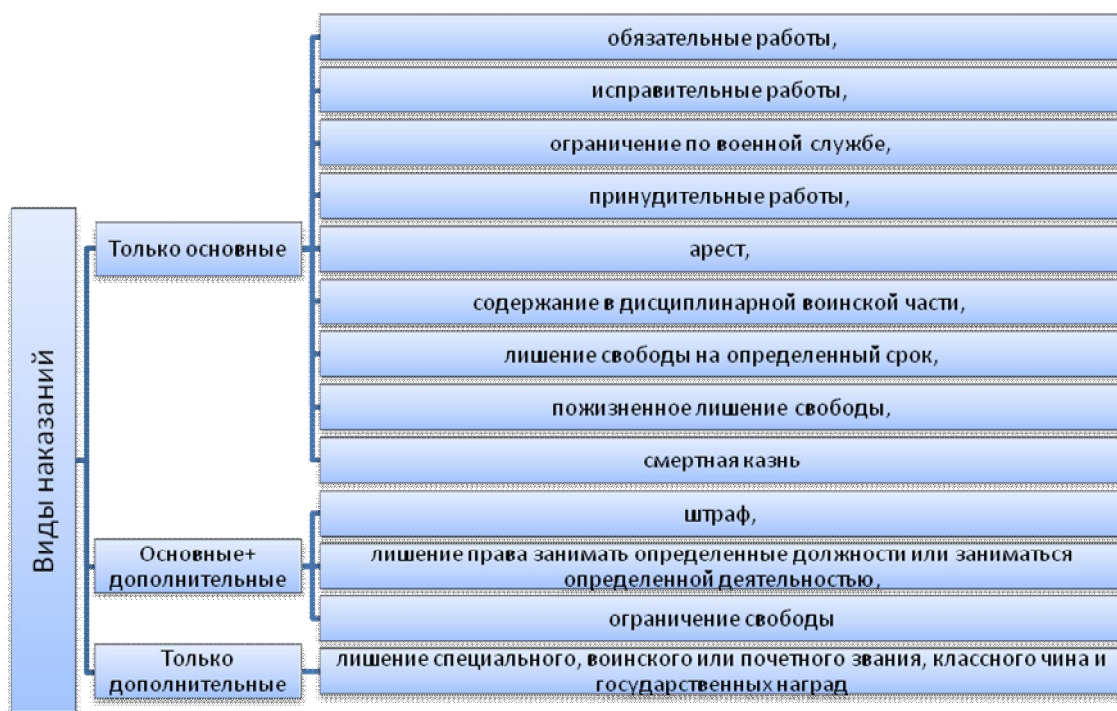 Виды наказаний
Только основные
обязательные работы,
исправительные работы,
ограничение по военной службе,
принудительные работы,
арест,
содержание в дисциплинарной воинской части,
лишение свободы на определенный срок,
пожизненное лишение свободы,
смертная казнь
Основные+
дополнительные
штраф,
лишение права занимать определенные должности или заниматься
определенной деятельностью,
ограничение свободы
Только
дополнительные
лишение специального, воинского или почетного звания, классного чина и
государственных наград